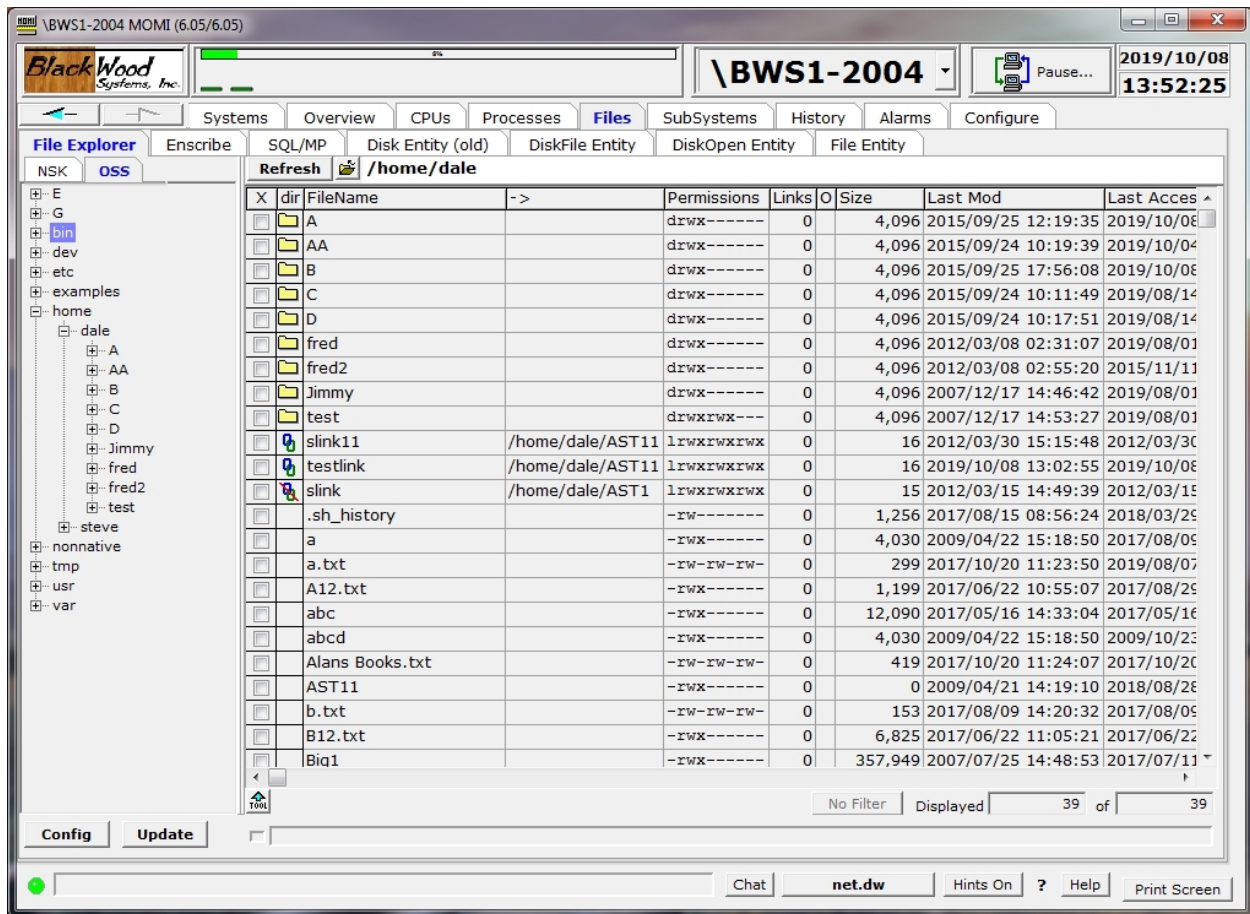 MOMI \BWS1-2004 MOMI (6.05/6.05)
BlackWood Systems, Inc. 8% \BWS1-2004 Pause... 2019/10/08
13:52:25
Systems Overview CPUs Processes Files SubSystems History Alarms Configure
File Explorer Enscribe SQL/MP Disk Entity (old) DiskFile Entity DiskOpen Entity File Entity
NSK OSS Refresh /home/dale
E
G
bin
dev
etc
examples
home
dale
A
AA
B
C
D
Jimmy
fred
fred2
test
steve
nonnative
tmp
usr
var
X dir FileName -> Permissions Links O Size Last Mod Last Acces
A drwx------ 0 4,096 2015/09/25 12:19:35 2019/10/08
AA drwx------ 0 4,096 2015/09/24 10:19:39 2019/10/04
B drwx------ 0 4,096 2015/09/25 17:56:08 2019/10/08
C drwx------ 0 4,096 2015/09/24 10:11:49 2019/08/14
D drwx------ 0 4,096 2015/09/24 10:17:51 2019/08/14
fred drwx------ 0 4,096 2012/03/08 02:31:07 2019/08/01
fred2 drwx------ 0 4,096 2012/03/08 02:55:20 2015/11/11
Jimmy drwx------ 0 4,096 2007/12/17 14:46:42 2019/08/01
test drwxrwx--- 0 4,096 2007/12/17 14:53:27 2019/08/01
slink11 /home/dale/AST11 lrwxrwxrwx 16 2012/03/30 15:15:48 2012/03/30
testlink /home/dale/AST11 lrwxrwxrwx 16 2019/10/08 13:02:55 2019/10/08
slink /home/dale/AST1 lrwxrwxrwx 15 2012/03/15 14:49:39 2012/03/15
.sh_history -rw------- 0 1,256 2017/08/15 08:56:24 2018/03/29
a -rwx------ 0 4,030 2009/04/22 15:18:50 2017/08/09
a.txt -rw-rw-rw- 0 299 2017/10/20 11:23:50 2019/08/07
A12.txt -rwx------ 0 1,199 2017/06/22 10:55:07 2017/08/29
abc -rwx------ 0 12,090 2017/05/16 14:33:04 2017/05/16
abcd -rwx------ 0 4,030 2009/04/22 15:18:50 2009/10/23
Alans Books.txt -rw-rw-rw- 0 419 2017/10/20 11:24:07 2017/10/20
AST11 -rwx------ 0 0 2009/04/21 14:19:10 2018/08/28
b.txt -rw-rw-rw- 0 153 2017/08/09 14:20:32 2017/08/09
B12.txt -rwx------ 0 6,825 2017/06/22 11:05:21 2017/06/22
Big1 -rwx------ 0 357,949 2007/07/25 14:48:53 2017/07/11
TOOL No Filter Displayed 39 of 39
Config Update
Chat net.dw Hints On ? Help Print Screen